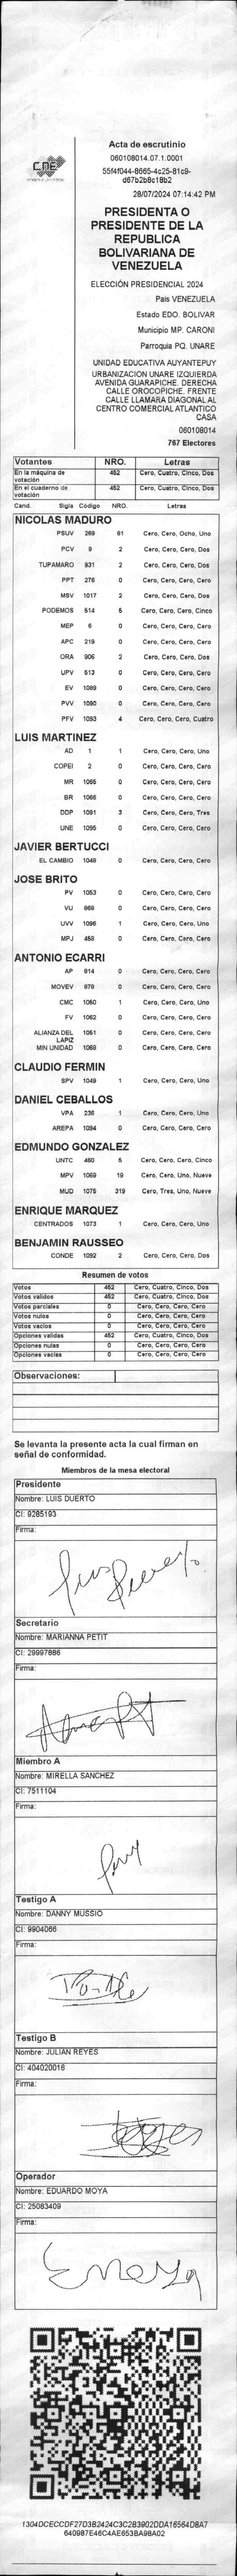 CNE
Acta de escrutinio
060108014.07.1.0001
55f4f044-8665-4c25-81c9-
d67b2b8c18b2
28/07/2024 07:14:42 PM
PRESIDENTA O
PRESIDENTE DE LA
REPUBLICA
BOLIVARIANA DE
VENEZUELA
ELECCIÓN PRESIDENCIAL 2024
Pais VENEZUELA
Estado EDO. BOLIVAR
Municipio MP. CARONI
Parroquia PQ. UNARE
UNIDAD EDUCATIVA AUYANTEPUY
URBANIZACION UNARE IZQUIERDA
AVENIDA GUARAPICHE. DERECHA
CALLE OROCOPICHE. FRENTE
CALLE LLAMARA DIAGONAL AL
CENTRO COMERCIAL ATLANTICO
CASA
060108014
767 Electores
Votantes NRO. Letras
En la máquina de votación 452 Cero, Cuatro, Cinco, Dos
En el cuaderno de votación 452 Cero, Cuatro, Cinco, Dos
Cand. Sigla Código NRO. Letras
NICOLAS MADURO
PSUV 269 81 Cero, Cero, Ocho, Uno
PCV 9 2 Cero, Cero, Cero, Dos
TUPAMARO 931 2 Cero, Cero, Cero, Dos
PPT 276 0 Cero, Cero, Cero, Cero
MSV 1017 2 Cero, Cero, Cero, Dos
PODEMOS 514 5 Cero, Cero, Cero, Cinco
MEP 6 0 Cero, Cero, Cero, Cero
APC 219 0 Cero, Cero, Cero, Cero
ORA 906 2 Cero, Cero, Cero, Dos
UPV 513 0 Cero, Cero, Cero, Cero
EV 1089 0 Cero, Cero, Cero, Cero
PVV 1090 0 Cero, Cero, Cero, Cero
PFV 1093 4 Cero, Cero, Cero, Cuatro
LUIS MARTINEZ
AD 1 1 Cero, Cero, Cero, Uno
COPEI 2 0 Cero, Cero, Cero, Cero
MR 1065 0 Cero, Cero, Cero, Cero
BR 1066 0 Cero, Cero, Cero, Cero
DDP 1091 3 Cero, Cero, Cero, Tres
UNE 1095 0 Cero, Cero, Cero, Cero
JAVIER BERTUCCI
EL CAMBIO 1048 0 Cero, Cero, Cero, Cero
JOSE BRITO
PV 1053 0 Cero, Cero, Cero, Cero
VU 868 0 Cero, Cero, Cero, Cero
UVV 1096 1 Cero, Cero, Cero, Uno
MPJ 458 0 Cero, Cero, Cero, Cero
ANTONIO ECARRI
AP 814 0 Cero, Cero, Cero, Cero
MOVEV 878 0 Cero, Cero, Cero, Cero
CMC 1060 1 Cero, Cero, Cero, Uno
FV 1062 0 Cero, Cero, Cero, Cero
ALIANZA DEL LAPIZ 1051 0 Cero, Cero, Cero, Cero
MIN UNIDAD 1068 0 Cero, Cero, Cero, Cero
CLAUDIO FERMIN
SPV 1049 1 Cero, Cero, Cero, Uno
DANIEL CEBALLOS
VPA 236 1 Cero, Cero, Cero, Uno
AREPA 1094 0 Cero, Cero, Cero, Cero
EDMUNDO GONZALEZ
UNTC 460 5 Cero, Cero, Cero, Cinco
MPV 1069 19 Cero, Cero, Uno, Nueve
MUD 1075 319 Cero, Tres, Uno, Nueve
ENRIQUE MARQUEZ
CENTRADOS 1073 1 Cero, Cero, Cero, Uno
BENJAMIN RAUSSEO
CONDE 1092 2 Cero, Cero, Cero, Dos
Resumen de votos
Votos 452 Cero, Cuatro, Cinco, Dos
Votos validos 452 Cero, Cuatro, Cinco, Dos
Votos parciales 0 Cero, Cero, Cero, Cero
Votos nulos 0 Cero, Cero, Cero, Cero
Votos vacios 0 Cero, Cero, Cero, Cero
Opciones validas 452 Cero, Cuatro, Cinco, Dos
Opciones nulas 0 Cero, Cero, Cero, Cero
Opciones vacias 0 Cero, Cero, Cero, Cero
Observaciones:
Se levanta la presente acta la cual firman en
señal de conformidad.
Miembros de la mesa electoral
Presidente
Nombre: LUIS DUERTO
CI: 9285193
Firma:
Secretario
Nombre: MARIANNA PETIT
CI: 29997886
Firma:
Miembro A
Nombre: MIRELLA SANCHEZ
CI: 7511104
Firma:
Testigo A
Nombre: DANNY MUSSIO
CI: 9904066
Firma:
Testigo B
Nombre: JULIAN REYES
CI: 404020016
Firma:
Operador
Nombre: EDUARDO MOYA
CI: 25083409
Firma:
EMOYA
1304DCECCDF27D3B2424C3C2B3902DDA16564D8A7
640987E46C4AE653BA98A02